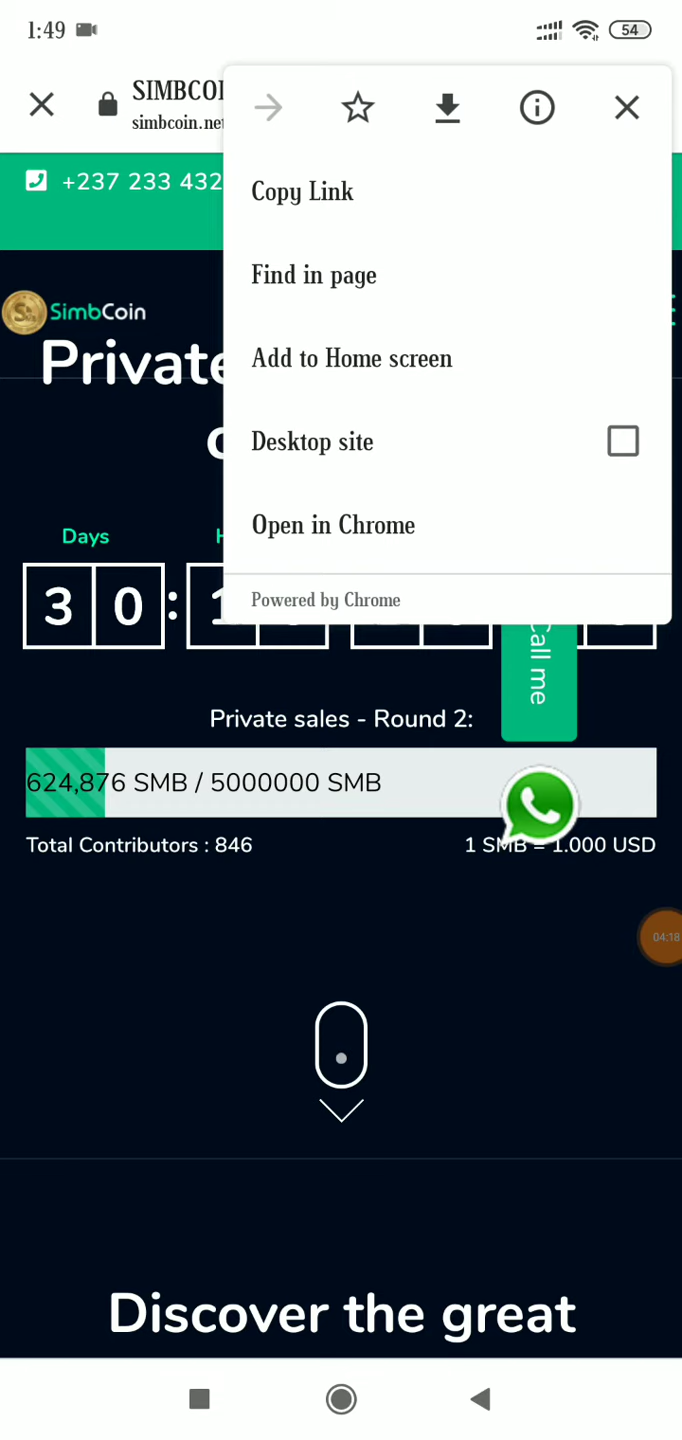 1:49
54
SIMBCOI
simbcoin.ne
+237 233 432
Copy Link
Find in page
Add to Home screen
Desktop site
Open in Chrome
Powered by Chrome
SimbCoin
Private
Days
3 0 :
Call me
Private sales - Round 2:
624,876 SMB / 5000000 SMB
Total Contributors : 846
1 SMB = 1.000 USD
04:18
Discover the great